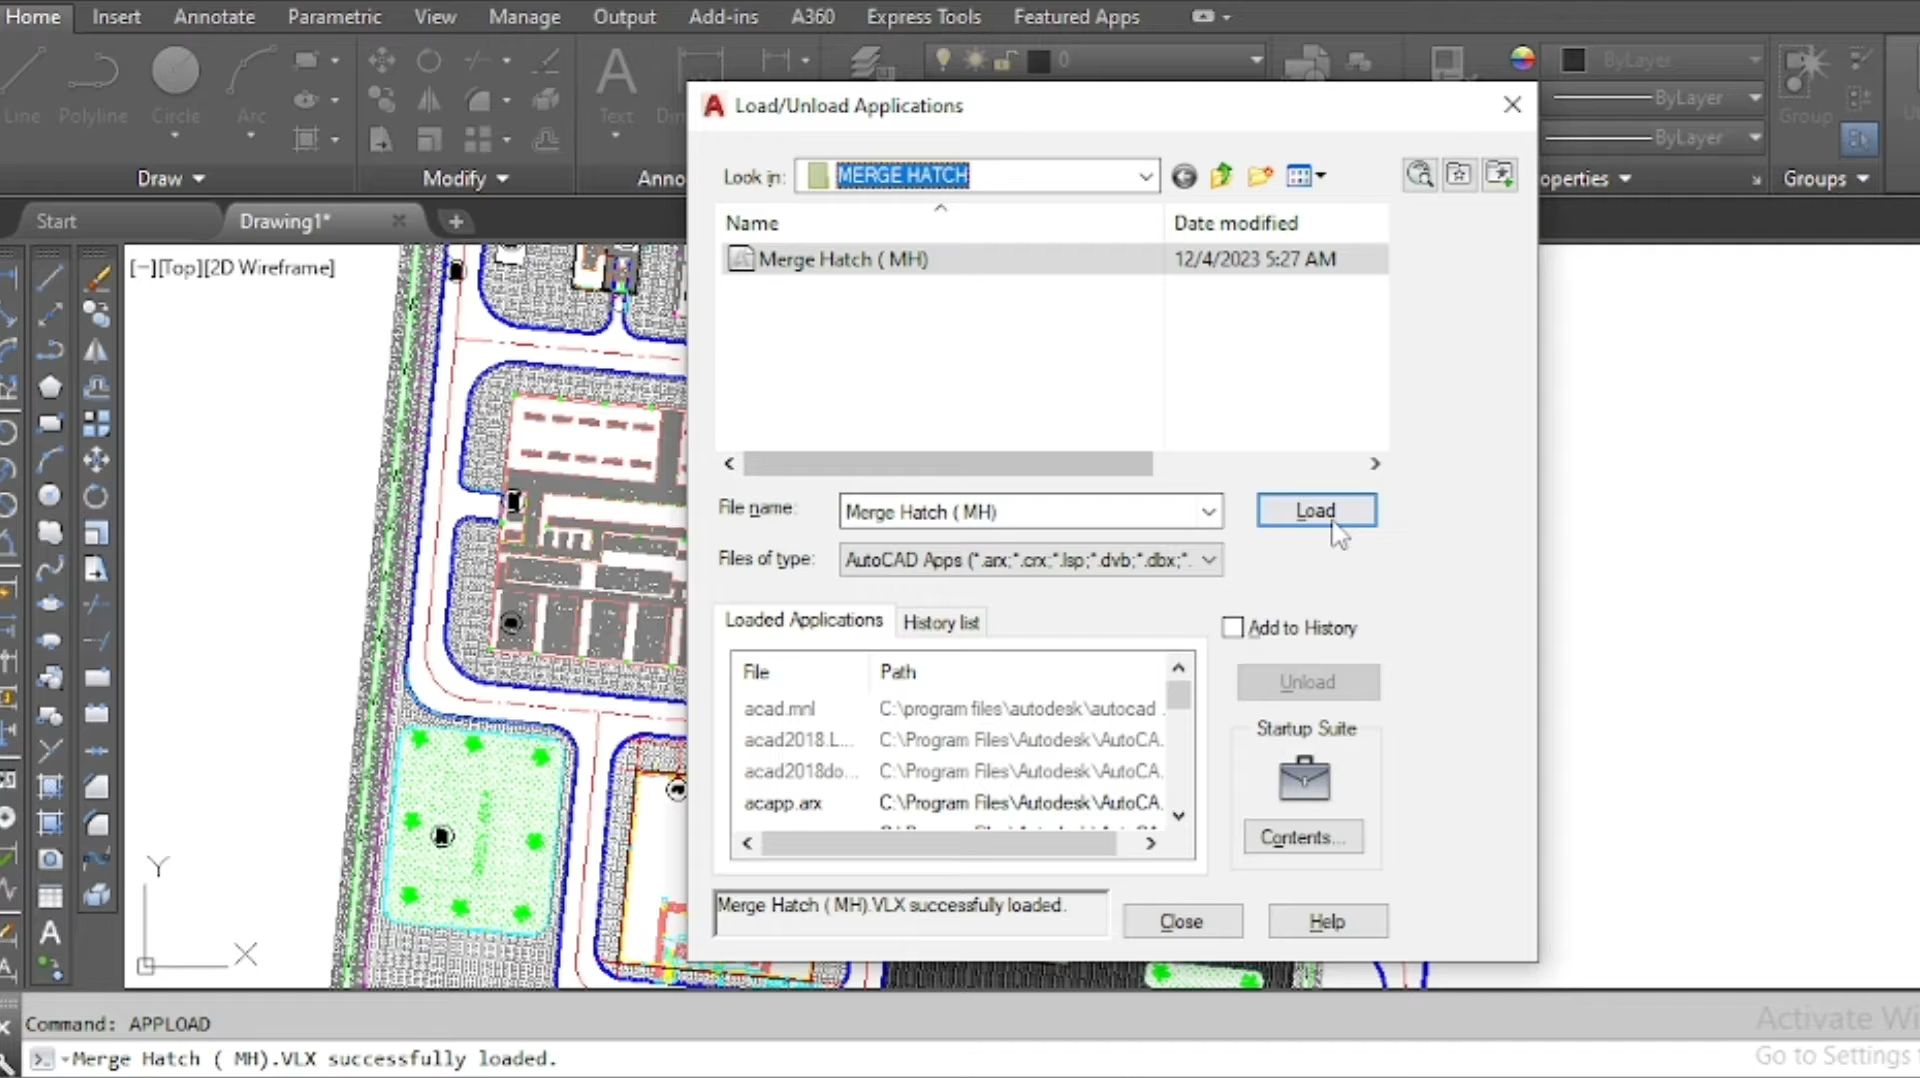 Home Insert Annotate Parametric View Manage Output Add-ins A360 Express Tools Featured Apps
0
ByLayer
Line Polyline Circle Arc Text
ByLayer
Group
ByLayer
Draw Modify Groups
Start Drawing1*
[−][Top][2D Wireframe]
Load/Unload Applications
Look in: MERGE HATCH
Name Date modified
Merge Hatch ( MH) 12/4/2023 5:27 AM
File name: Merge Hatch ( MH) Load
Files of type: AutoCAD Apps (*.arx;*.crx;*.lsp;*.dvb;*.dbx;*.
Loaded Applications History list Add to History
File Path
acad.mnl C:\program files\autodesk\autocad
acad2018.L... C:\Program Files\Autodesk\AutoCA.
acad2018do... C:\Program Files\Autodesk\AutoCA.
acapp.arx C:\Program Files\Autodesk\AutoCA.
Unload
Startup Suite
Contents...
Merge Hatch ( MH).VLX successfully loaded.
Close Help
Y
X
Command: APPLOAD
Merge Hatch ( MH).VLX successfully loaded.
Activate
Go to Settings